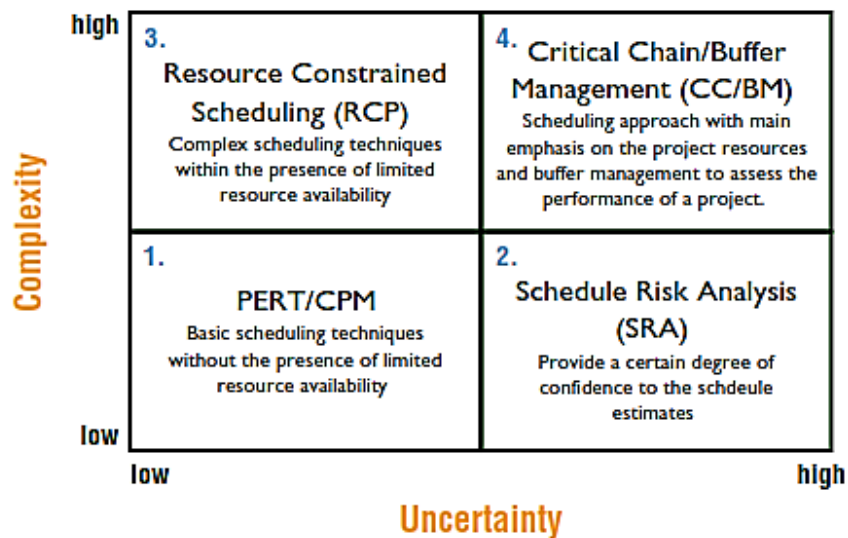 high
3.
Resource Constrained
Scheduling (RCP)
Complex scheduling techniques
within the presence of limited
resource availability
4.
Critical Chain/Buffer
Management (CC/BM)
Scheduling approach with main
emphasis on the project resources
and buffer management to assess the
performance of a project.
Complexity
1.
PERT/CPM
Basic scheduling techniques
without the presence of limited
resource availability
2.
Schedule Risk Analysis
(SRA)
Provide a certain degree of
confidence to the schdeule
estimates
low
low
high
Uncertainty